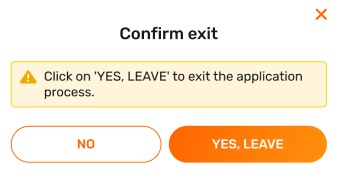 Confirm exit
Click on 'YES, LEAVE' to exit the application
process.
NO
YES, LEAVE